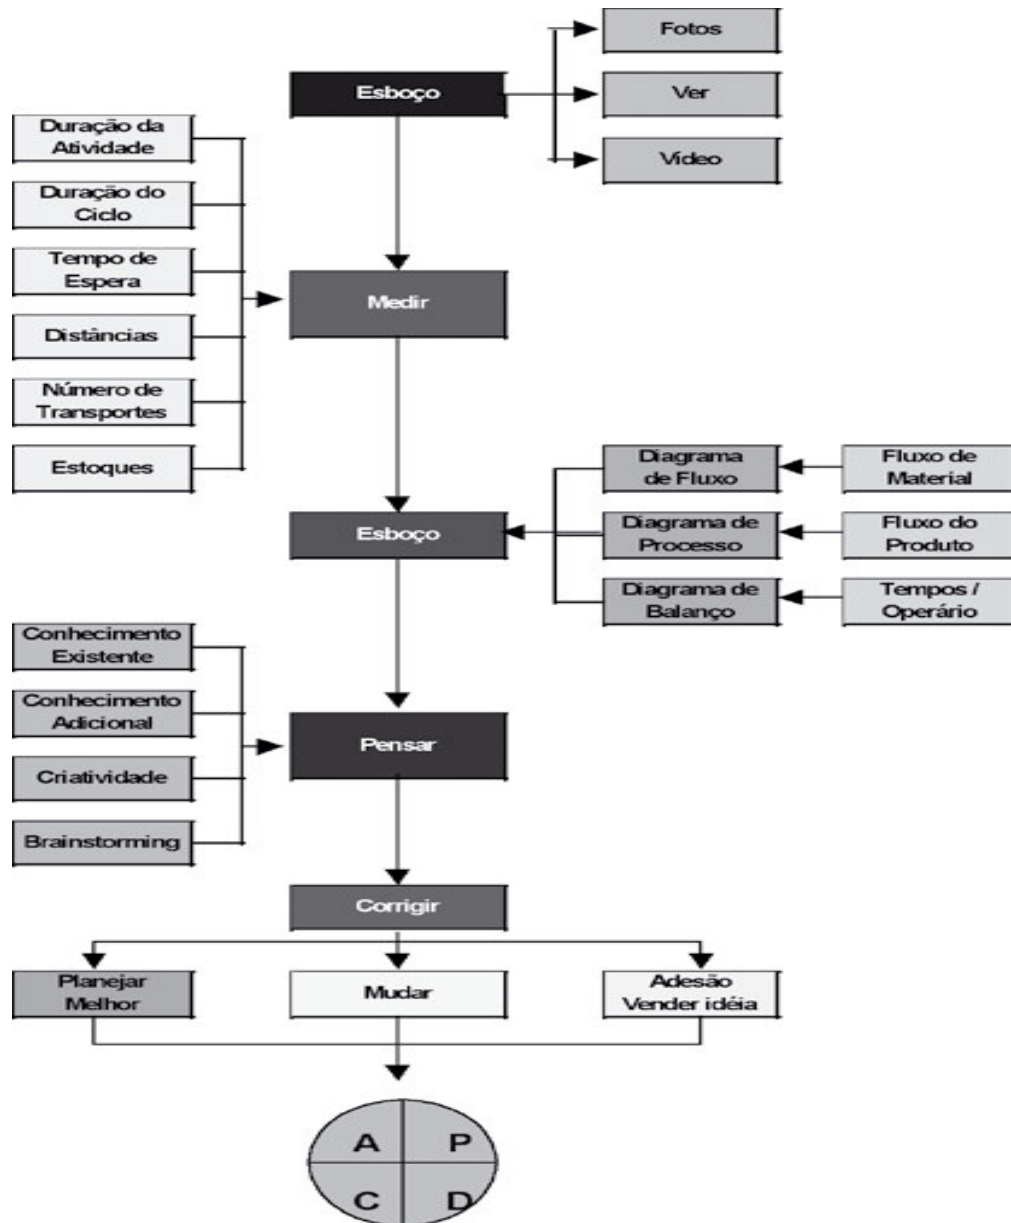 Fotos
Esboço
Ver
Vídeo
Duração da
Atividade
Duração do
Ciclo
Tempo de
Espera
Distâncias
Número de
Transportes
Estoques
Medir
Diagrama
de Fluxo
Fluxo de
Material
Esboço
Diagrama de
Processo
Fluxo do
Produto
Diagrama de
Balanço
Tempos /
Operário
Conhecimento
Existente
Conhecimento
Adicional
Criatividade
Brainstorming
Pensar
Corrigir
Planejar
Melhor
Mudar
Adesão
Vender idéia
A P
C D